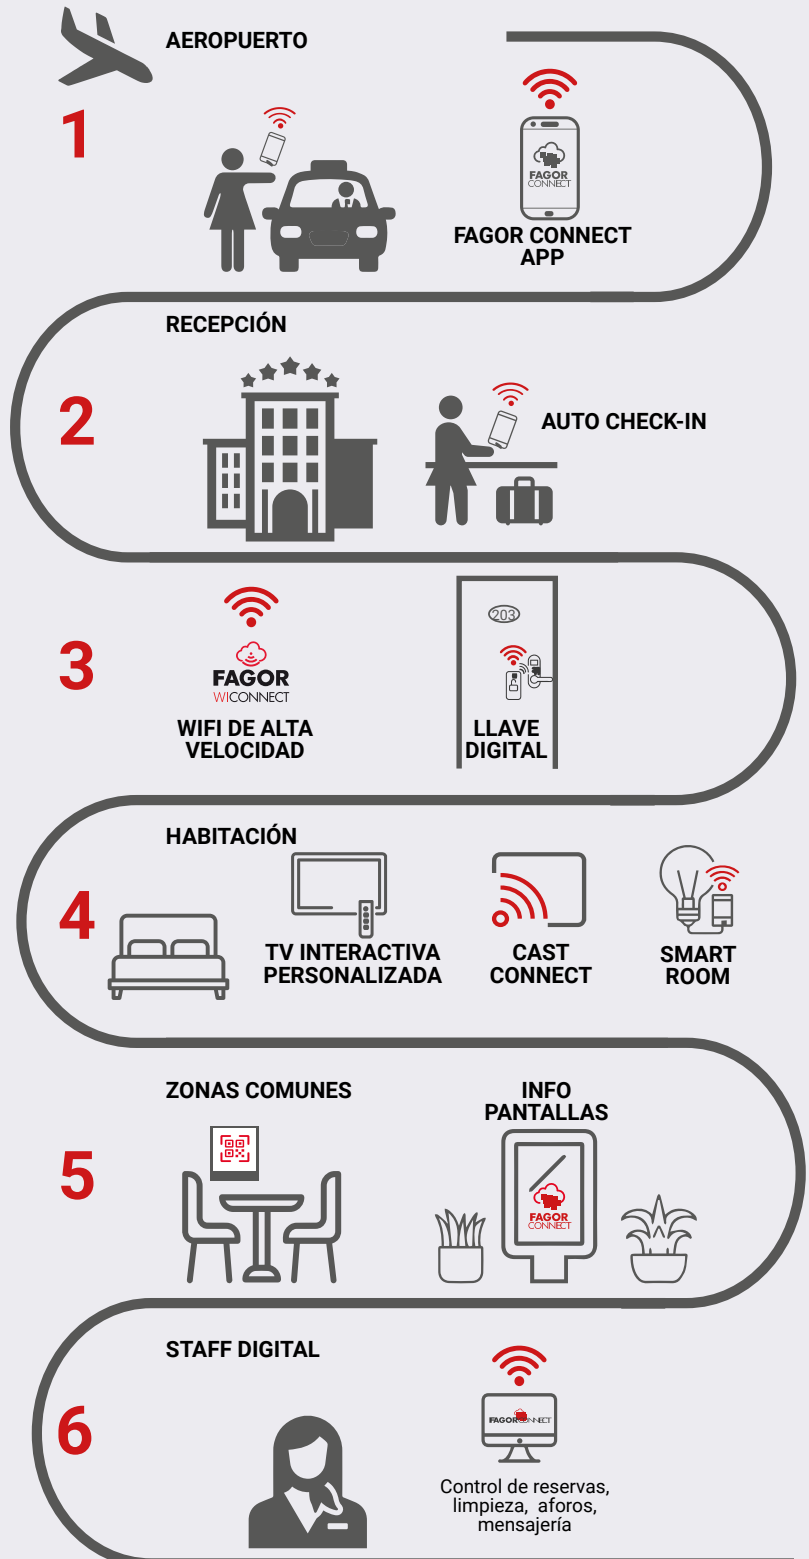 AEROPUERTO
1
FAGOR
CONNECT
FAGOR CONNECT
APP
RECEPCIÓN
2
AUTO CHECK-IN
3
FAGOR
WICONNECT
WIFI DE ALTA
VELOCIDAD
203
LLAVE
DIGITAL
HABITACIÓN
4
TV INTERACTIVA
PERSONALIZADA
CAST
CONNECT
SMART
ROOM
ZONAS COMUNES
INFO
PANTALLAS
5
FAGOR
CONNECT
STAFF DIGITAL
6
FAGOR CONNECT
Control de reservas,
limpieza, aforos,
mensajería